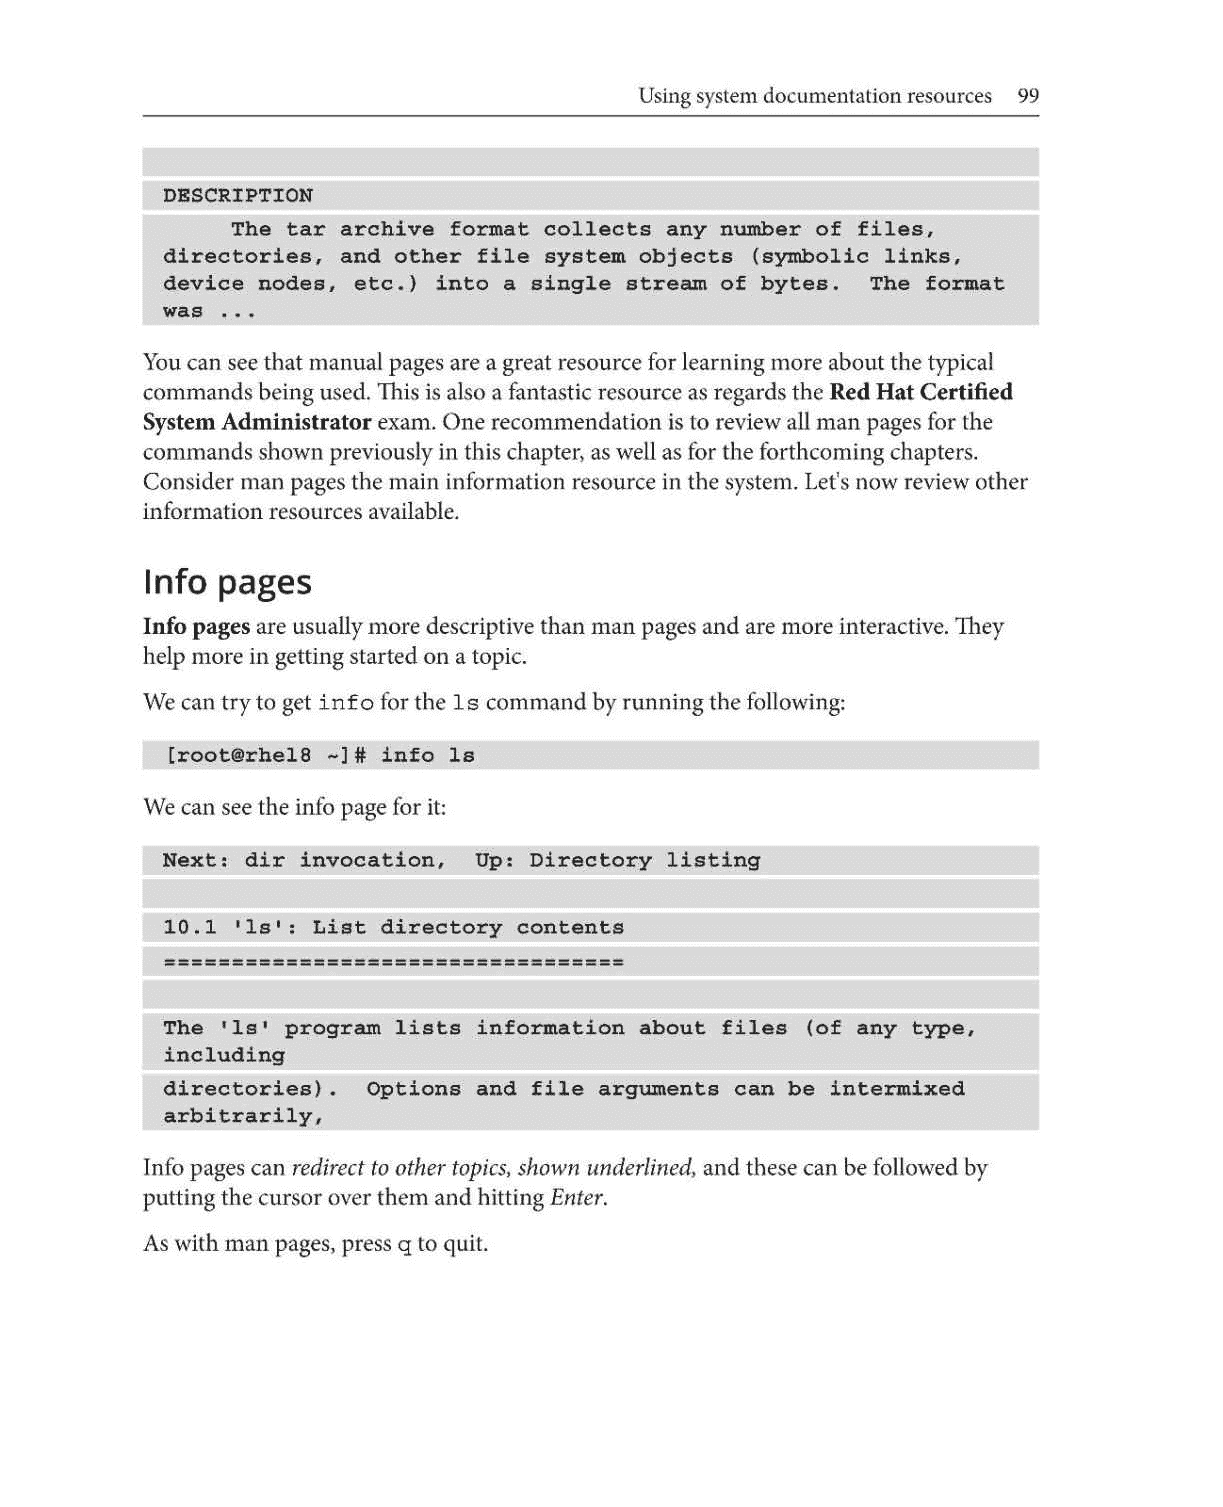 Using system documentation resources 99
DESCRIPTION
The tar archive format collects any number of files,
directories, and other file system objects (symbolic links,
device nodes, etc.) into a single stream of bytes. The format
was ...
You can see that manual pages are a great resource for learning more about the typical
commands being used. This is also a fantastic resource as regards the Red Hat Certified
System Administrator exam. One recommendation is to review all man pages for the
commands shown previously in this chapter, as well as for the forthcoming chapters.
Consider man pages the main information resource in the system. Let's now review other
information resources available.
Info pages
Info pages are usually more descriptive than man pages and are more interactive. They
help more in getting started on a topic.
We can try to get info for the ls command by running the following:
[root@rhel8 ~]# info ls
We can see the info page for it:
Next: dir invocation, Up: Directory listing
10.1 'ls': List directory contents
==================================
The 'ls' program lists information about files (of any type,
including
directories). Options and file arguments can be intermixed
arbitrarily,
Info pages can redirect to other topics, shown underlined, and these can be followed by
putting the cursor over them and hitting Enter.
As with man pages, press q to quit.